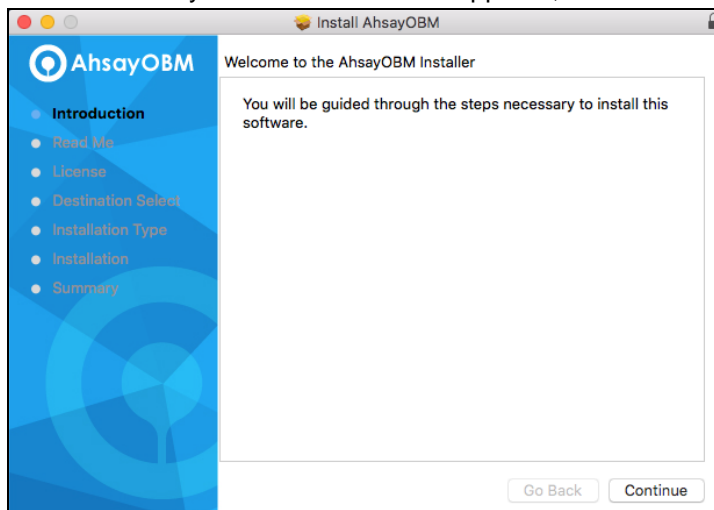 Install AhsayOBM
AhsayOBM
Welcome to the AhsayOBM Installer
Introduction
Read Me
License
Destination Select
Installation Type
Installation
Summary
You will be guided through the steps necessary to install this
software.
Go Back
Continue